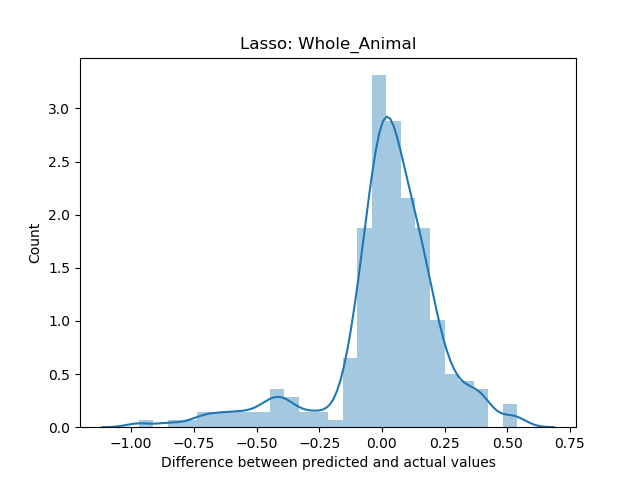 Lasso: Whole_Animal
3.0
2.5
2.0
1.5
1.0
0.5
0.0
Count
−1.00 −0.75 −0.50 −0.25 0.00 0.25 0.50 0.75
Difference between predicted and actual values